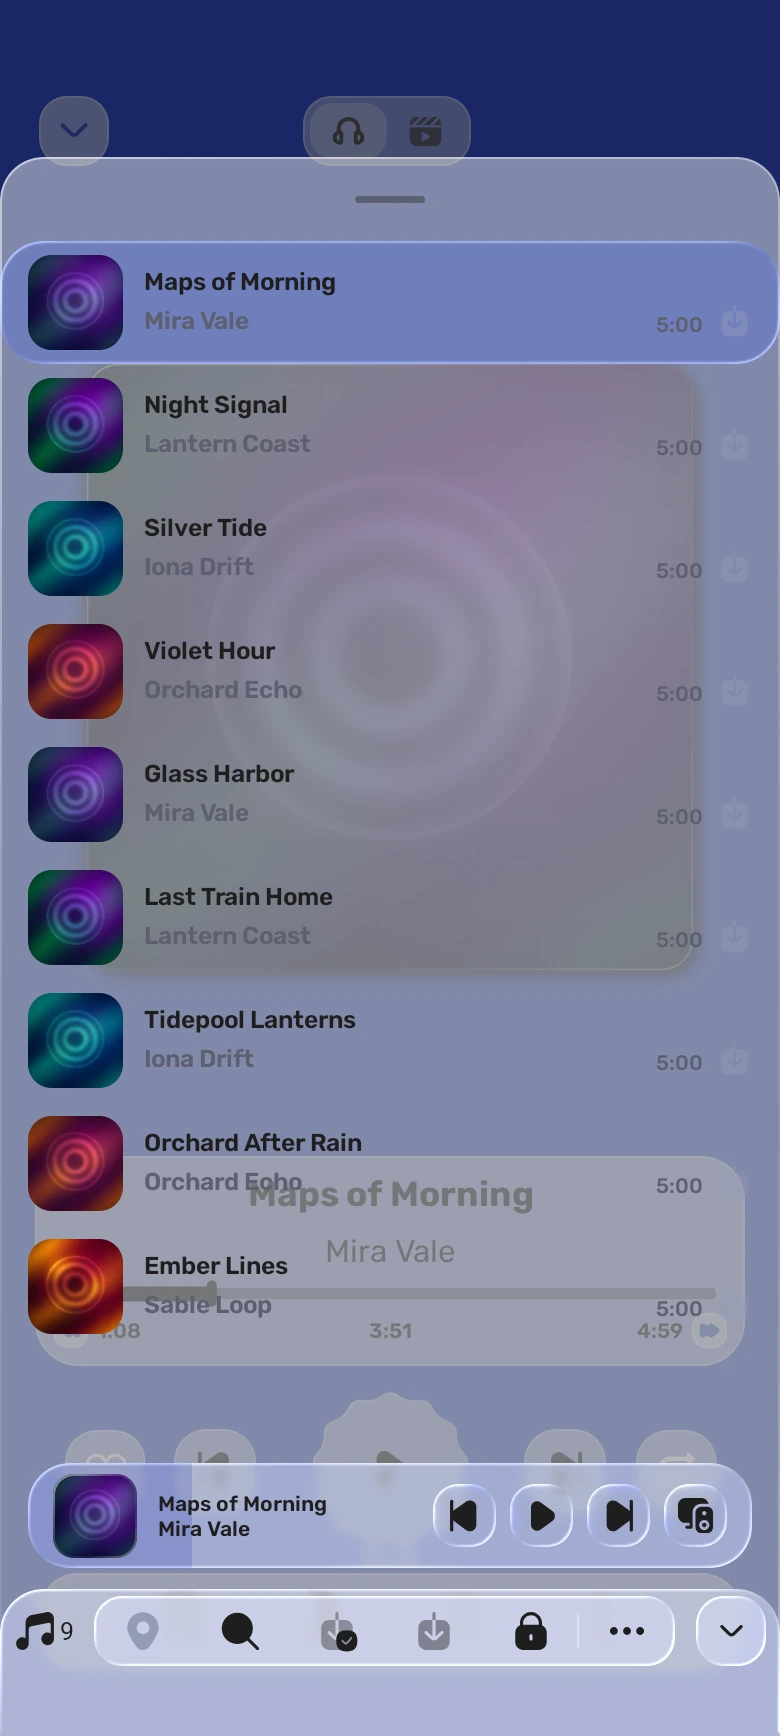 Maps of Morning
Mira Vale
5:00
Night Signal
Lantern Coast
5:00
Silver Tide
Iona Drift
5:00
Violet Hour
Orchard Echo
5:00
Glass Harbor
Mira Vale
5:00
Last Train Home
Lantern Coast
5:00
Tidepool Lanterns
Iona Drift
5:00
Orchard After Rain
Orchard Echo
5:00
Maps of Morning
Mira Vale
Ember Lines
Sable Loop
5:00
3:51
4:59
Maps of Morning
Mira Vale
9